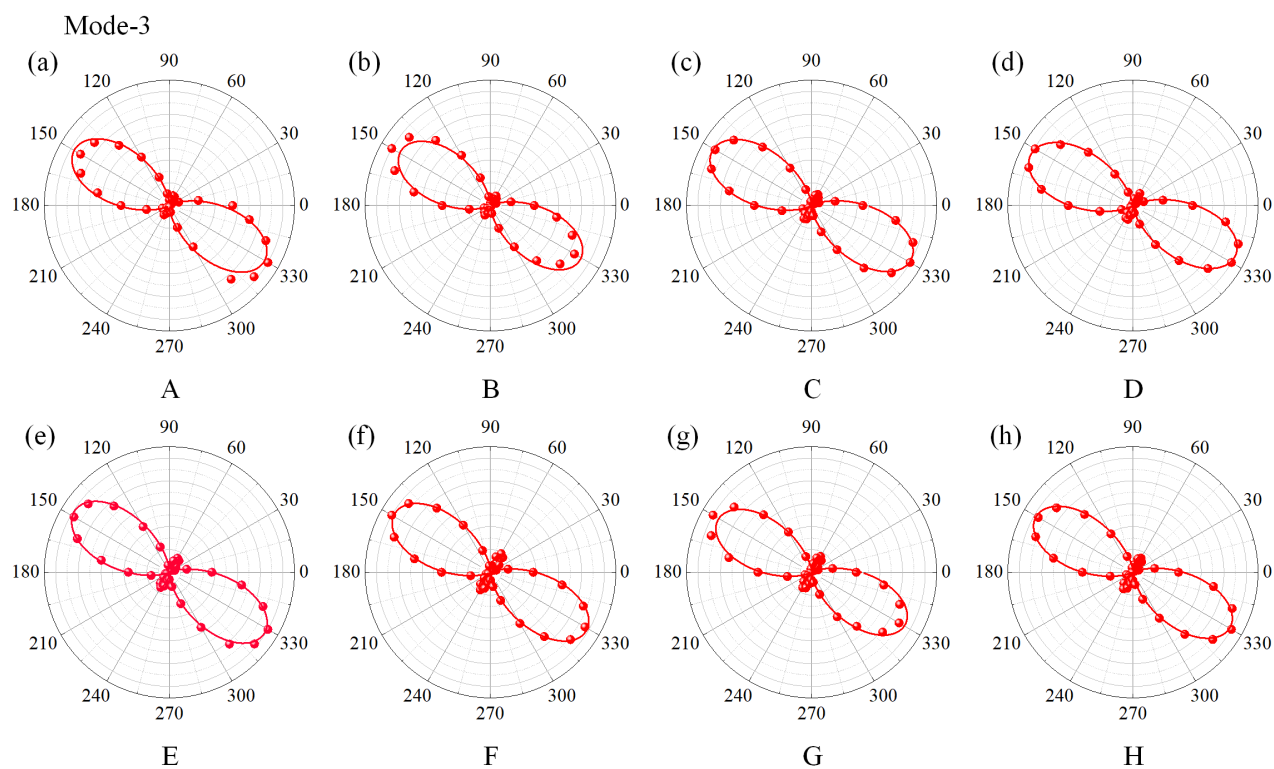 Mode-3
(a) (b) (c) (d)
90 90 90 90
120 60 120 60 120 60 120 60
150 30 150 30 150 30 150 30
180 0 180 0 180 0 180 0
210 330 210 330 210 330 210 330
240 300 240 300 240 300 240 300
270 270 270 270
A B C D
(e) (f) (g) (h)
90 90 90 90
120 60 120 60 120 60 120 60
150 30 150 30 150 30 150 30
180 0 180 0 180 0 180 0
210 330 210 330 210 330 210 330
240 300 240 300 240 300 240 300
270 270 270 270
E F G H